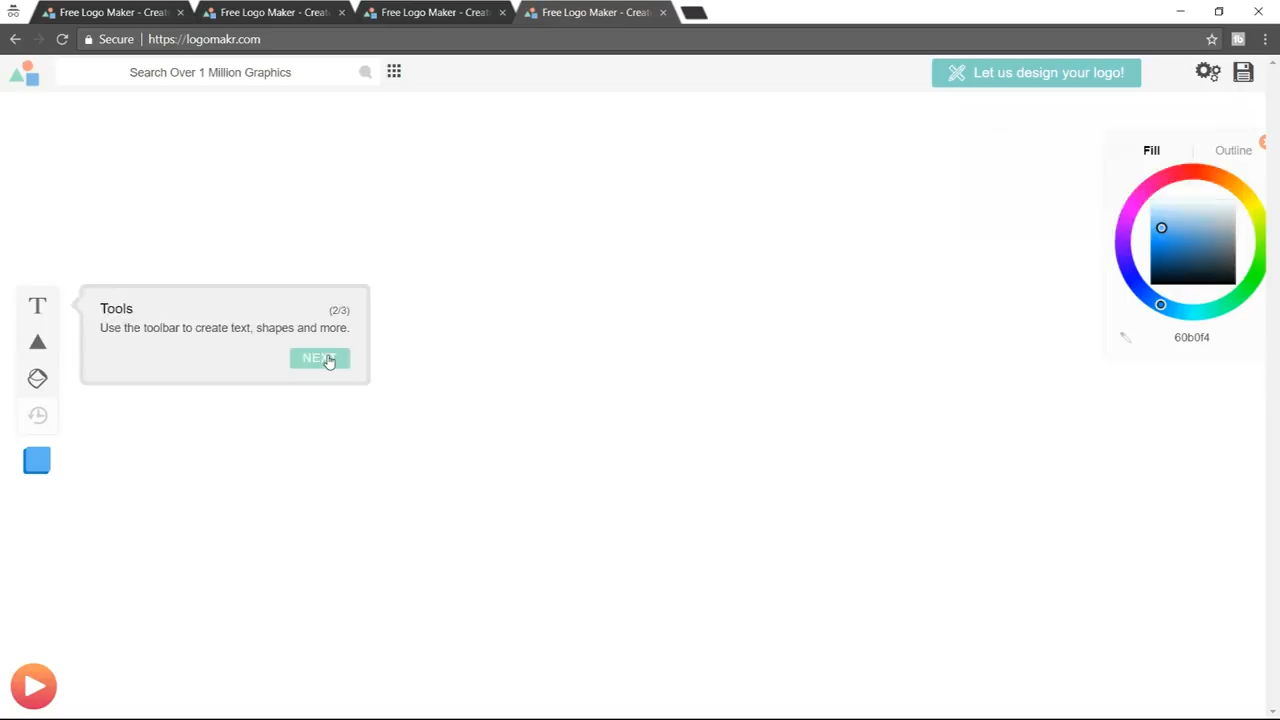 Free Logo Maker - Creat
Free Logo Maker - Creat
Free Logo Maker - Creat
Free Logo Maker - Creat
Secure
https://logomakr.com
Search Over 1 Million Graphics
Let us design your logo!
Fill
Outline
60b0f4
T
Tools
(2/3)
Use the toolbar to create text, shapes and more.
NEXT